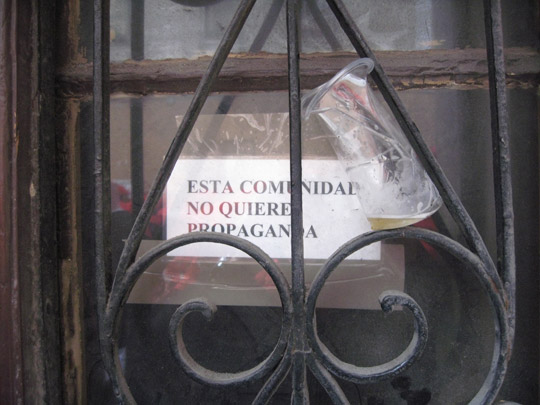 ESTA COMUNIDAD
NO QUIERE
PROPAGANDA